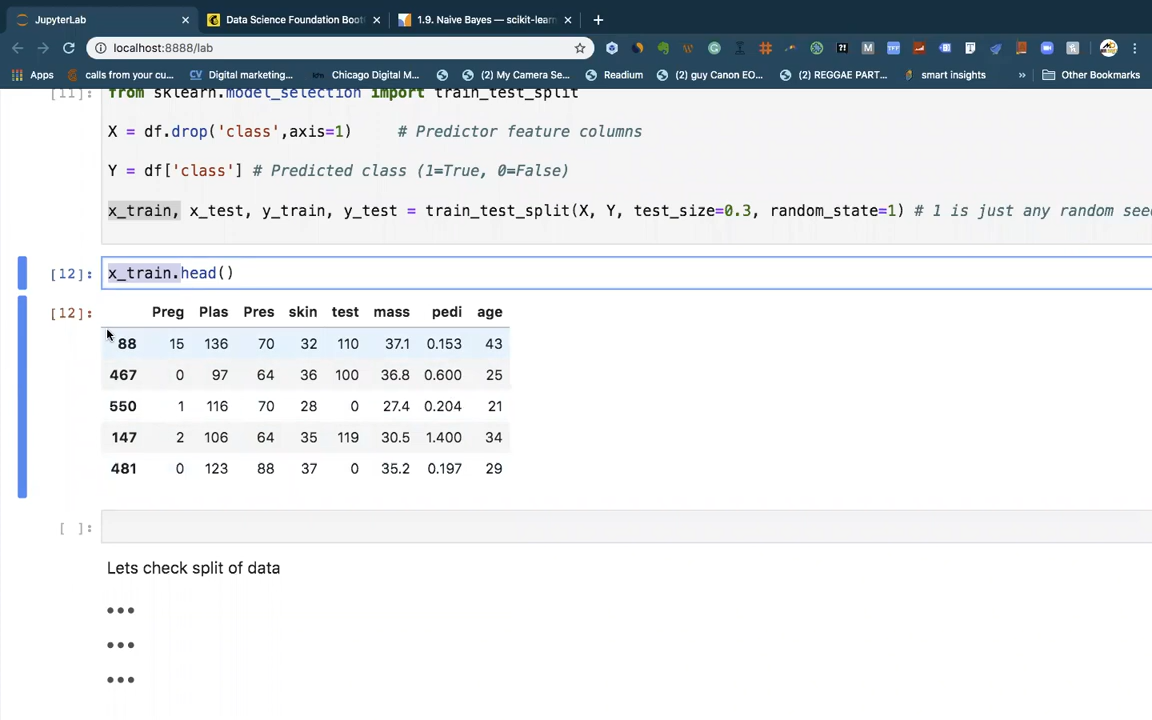 JupyterLab
Data Science Foundation Boot
1.9. Naive Bayes — scikit-learn
localhost:8888/lab
Apps calls from your cu... Digital marketing... Chicago Digital M... (2) My Camera Se... Readium (2) guy Canon EO... (2) REGGAE PART... smart insights » Other Bookmarks
[11]: from sklearn.model_selection import train_test_split
X = df.drop('class',axis=1) # Predictor feature columns
Y = df['class'] # Predicted class (1=True, 0=False)
x_train, x_test, y_train, y_test = train_test_split(X, Y, test_size=0.3, random_state=1) # 1 is just any random see
[12]: x_train.head()
[12]: Preg Plas Pres skin test mass pedi age
88 15 136 70 32 110 37.1 0.153 43
467 0 97 64 36 100 36.8 0.600 25
550 1 116 70 28 0 27.4 0.204 21
147 2 106 64 35 119 30.5 1.400 34
481 0 123 88 37 0 35.2 0.197 29
[ ]:
Lets check split of data